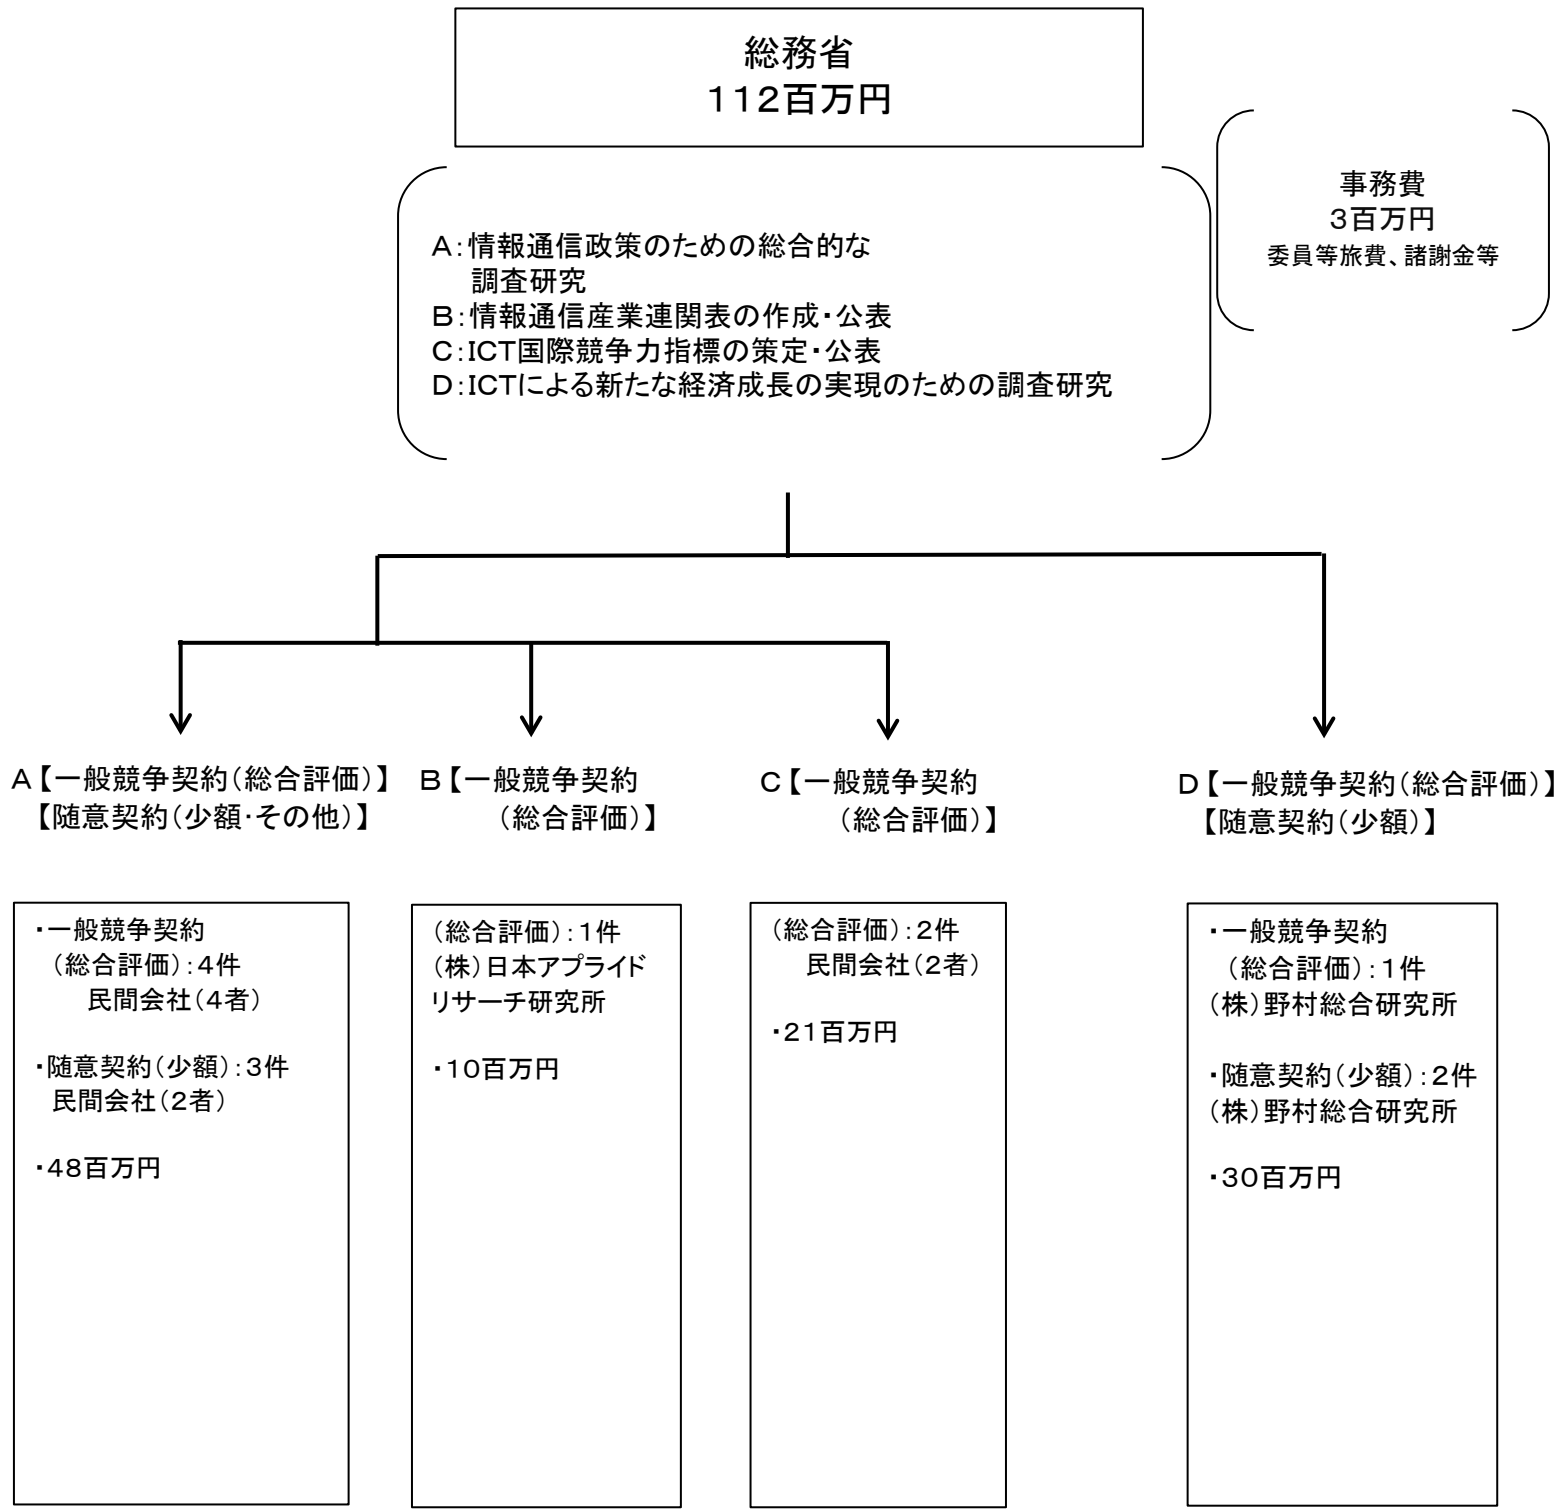 総務省
112百万円
事務費
3百万円
委員等旅費、諸謝金等
A：情報通信政策のための総合的な
調査研究
B：情報通信産業連関表の作成・公表
C：ICT国際競争力指標の策定・公表
D：ICTによる新たな経済成長の実現のための調査研究
A【一般競争契約（総合評価）】
【随意契約（少額・その他）】
B【一般競争契約
（総合評価）】
C【一般競争契約
（総合評価）】
D【一般競争契約（総合評価）】
【随意契約（少額）】
・一般競争契約
（総合評価）：4件
民間会社（4者）
・随意契約（少額）：3件
民間会社（2者）
・48百万円
（総合評価）：1件
（株）日本アプライド
リサーチ研究所
・10百万円
（総合評価）：2件
民間会社（2者）
・21百万円
・一般競争契約
（総合評価）：1件
（株）野村総合研究所
・随意契約（少額）：2件
（株）野村総合研究所
・30百万円